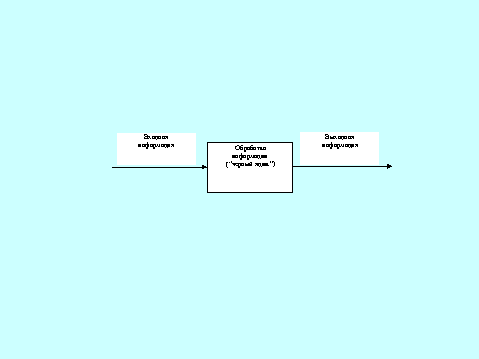 Входная
информация
Обработка
информации
("черный ящик")
Выходная
информация